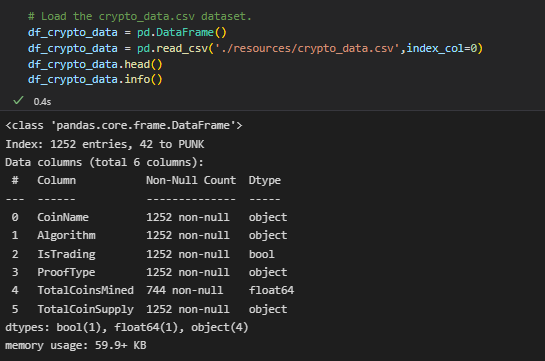 # Load the crypto_data.csv dataset.
df_crypto_data = pd.DataFrame()
df_crypto_data = pd.read_csv('./resources/crypto_data.csv',index_col=0)
df_crypto_data.head()
df_crypto_data.info()
✓ 0.4s
<class 'pandas.core.frame.DataFrame'>
Index: 1252 entries, 42 to PUNK
Data columns (total 6 columns):
 #   Column           Non-Null Count  Dtype
---  ------           --------------  -----
 0   CoinName         1252 non-null   object
 1   Algorithm        1252 non-null   object
 2   IsTrading        1252 non-null   bool
 3   ProofType        1252 non-null   object
 4   TotalCoinsMined  744 non-null    float64
 5   TotalCoinSupply  1252 non-null   object
dtypes: bool(1), float64(1), object(4)
memory usage: 59.9+ KB